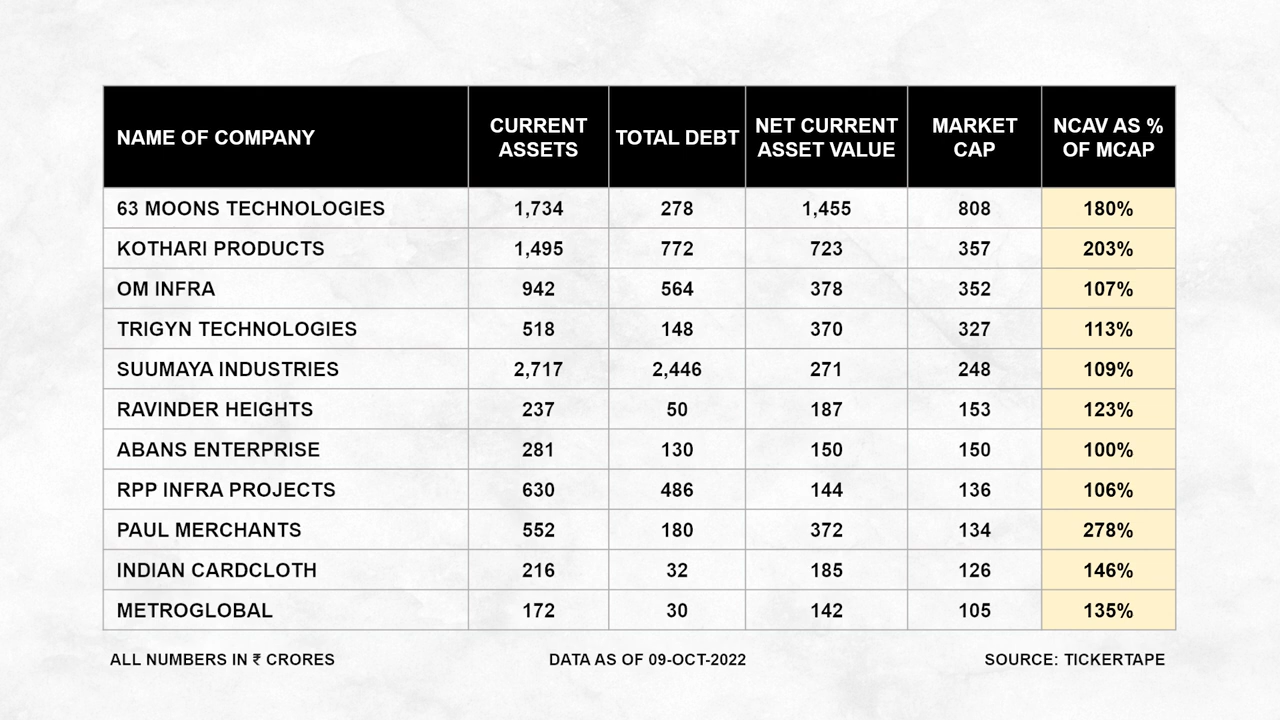 NAME OF COMPANY CURRENT ASSETS TOTAL DEBT NET CURRENT ASSET VALUE MARKET CAP NCAV AS % OF MCAP
63 MOONS TECHNOLOGIES 1,734 278 1,455 808 180%
KOTHARI PRODUCTS 1,495 772 723 357 203%
OM INFRA 942 564 378 352 107%
TRIGYN TECHNOLOGIES 518 148 370 327 113%
SUUMAYA INDUSTRIES 2,717 2,446 271 248 109%
RAVINDER HEIGHTS 237 50 187 153 123%
ABANS ENTERPRISE 281 130 150 150 100%
RPP INFRA PROJECTS 630 486 144 136 106%
PAUL MERCHANTS 552 180 372 134 278%
INDIAN CARDCLOTH 216 32 185 126 146%
METROGLOBAL 172 30 142 105 135%
ALL NUMBERS IN ₹ CRORES DATA AS OF 09-OCT-2022 SOURCE: TICKERTAPE